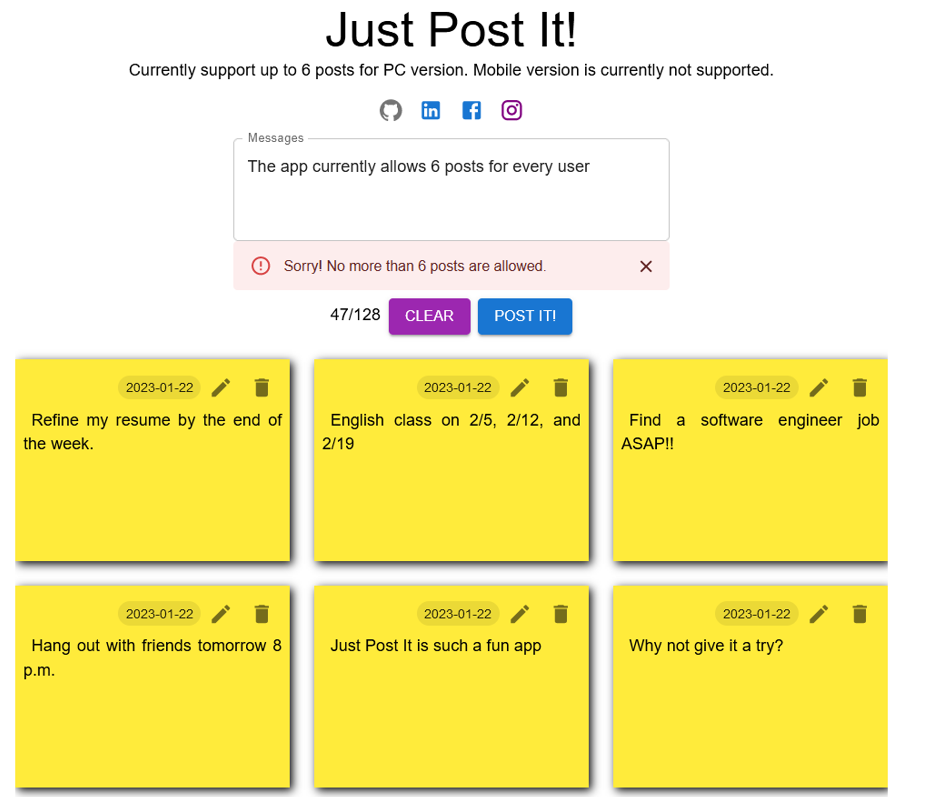 Just Post It!
Currently support up to 6 posts for PC version. Mobile version is currently not supported.
Messages
The app currently allows 6 posts for every user
Sorry! No more than 6 posts are allowed.
47/128 CLEAR POST IT!
2023-01-22
Refine my resume by the end of
the week.
2023-01-22
English class on 2/5, 2/12, and
2/19
2023-01-22
Find a software engineer job
ASAP!!
2023-01-22
Hang out with friends tomorrow 8
p.m.
2023-01-22
Just Post It is such a fun app
2023-01-22
Why not give it a try?